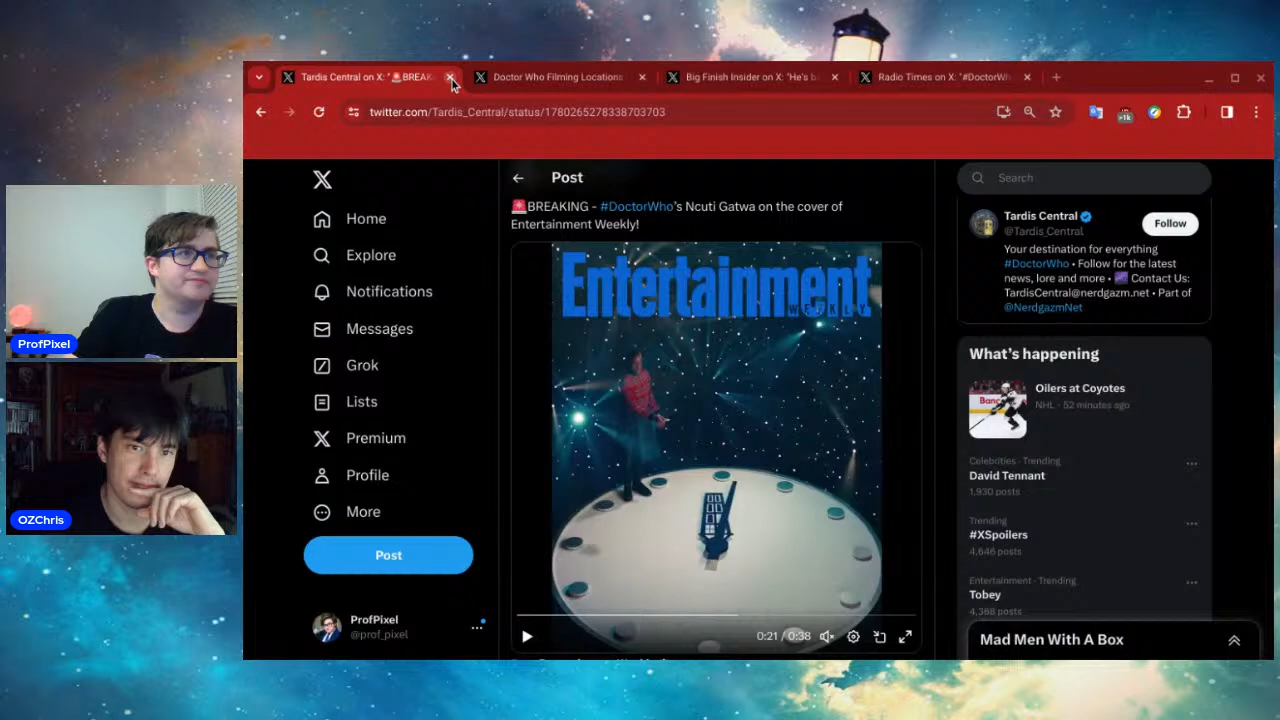 Tardis Central on X: "🚨BREAK
Doctor Who Filming Locations
Big Finish Insider on X: "He's b
Radio Times on X: "#DoctorWh
twitter.com/Tardis_Central/status/1780265278338703703
>1k
Home
Explore
Notifications
Messages
Grok
Lists
Premium
Profile
More
Post
ProfPixel
@prof_pixel
Post
🚨BREAKING - #DoctorWho's Ncuti Gatwa on the cover of
Entertainment Weekly!
Entertainment
WEEKLY
0:21 / 0:38
Search
Tardis Central
@Tardis_Central
Follow
Your destination for everything
#DoctorWho • Follow for the latest
news, lore and more • Contact Us:
TardisCentral@nerdgazm.net • Part of
@NerdgazmNet
What's happening
Oilers at Coyotes
NHL · 52 minutes ago
Celebrities · Trending
David Tennant
1,930 posts
Trending
#XSpoilers
4,646 posts
Entertainment · Trending
Tobey
4,368 posts
Mad Men With A Box
ProfPixel
OZChris